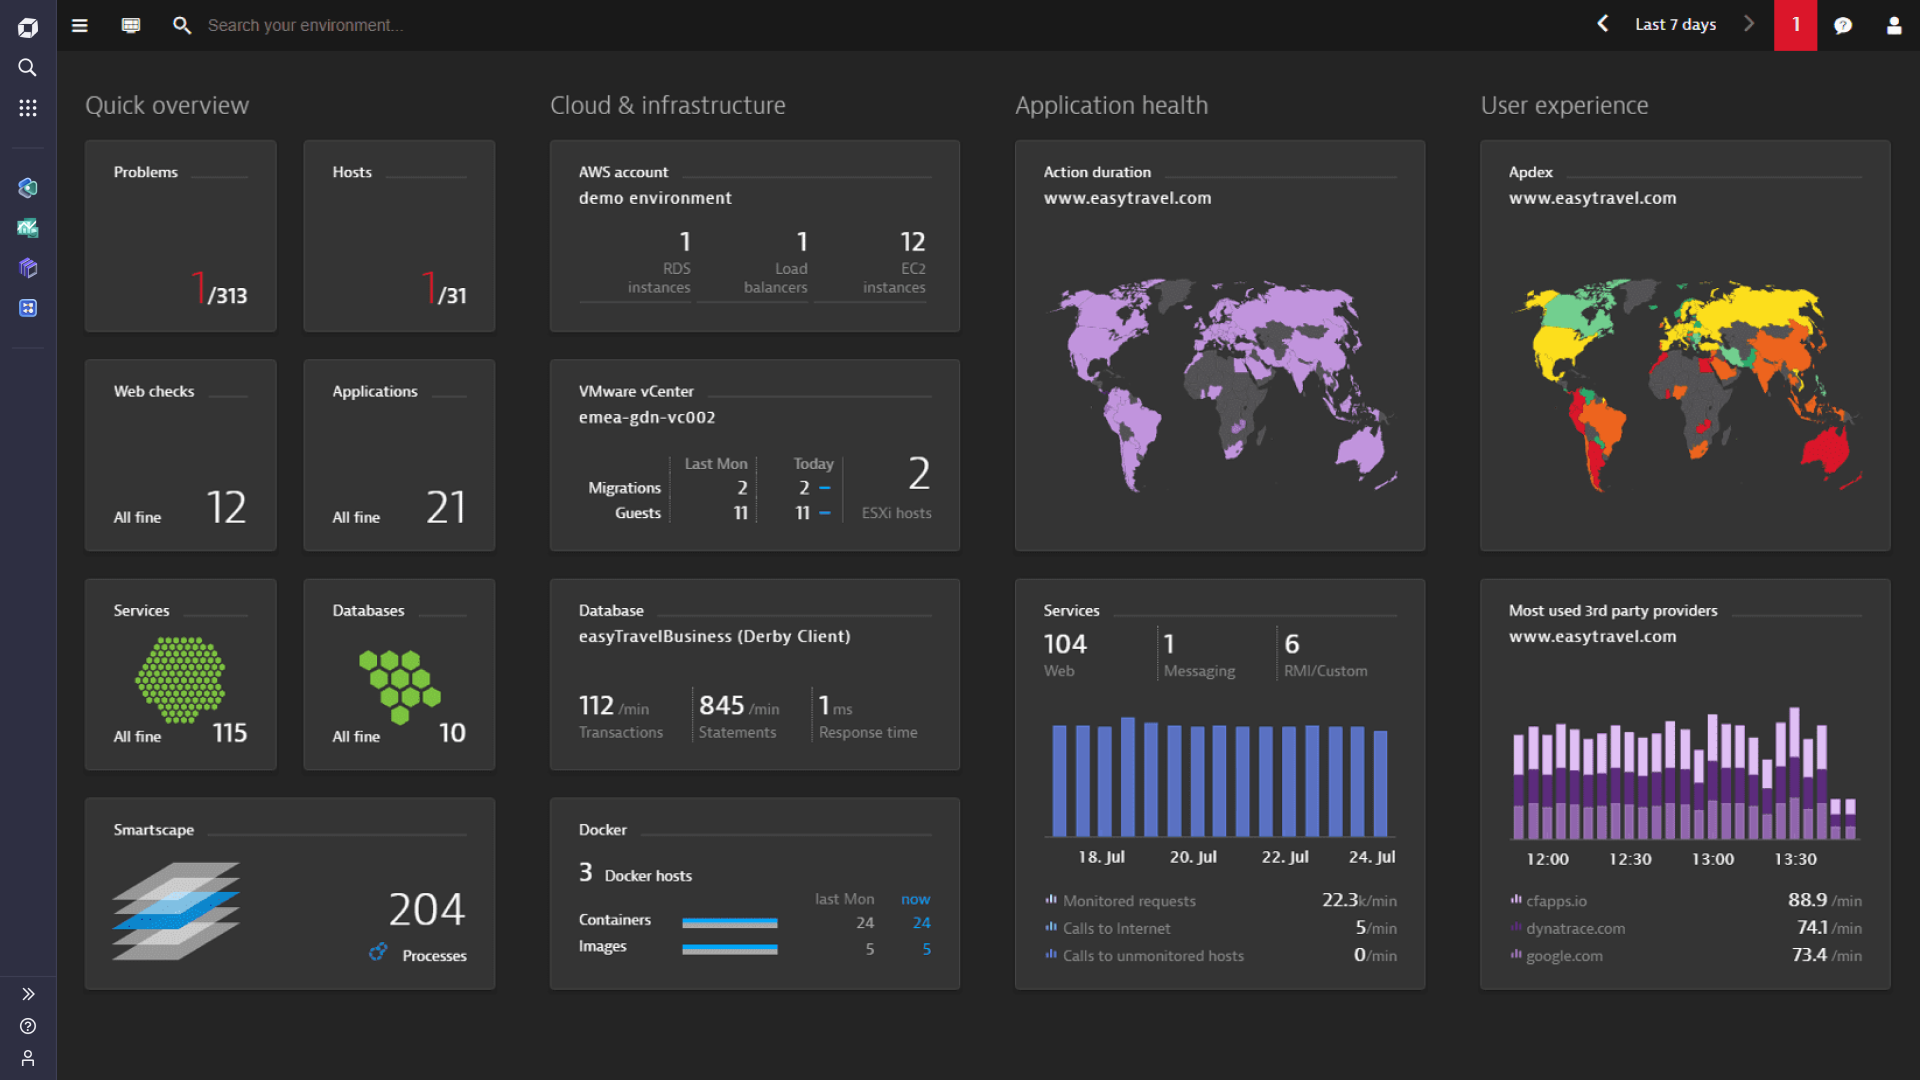 Search your environment...
Last 7 days
1
Quick overview
Problems
1/313
Hosts
1/31
Web checks
All fine 12
Applications
All fine 21
Services
All fine 115
Databases
All fine 10
Smartscape
204
Processes
Cloud & infrastructure
AWS account
demo environment
1 1 12
RDS instances
Load balancers
EC2 instances
VMware vCenter
emea-gdn-vc002
Last Mon Today
Migrations 2 2
Guests 11 11
2
ESXi hosts
Database
easyTravelBusiness (Derby Client)
112 /min 845 /min 1 ms
Transactions Statements Response time
Docker
3 Docker hosts
last Mon now
Containers 24 24
Images 5 5
Application health
Action duration
www.easytravel.com
Services
104 1 6
Web Messaging RMI/Custom
18. Jul 20. Jul 22. Jul 24. Jul
Monitored requests 22.3k/min
Calls to Internet 5/min
Calls to unmonitored hosts 0/min
User experience
Apdex
www.easytravel.com
Most used 3rd party providers
www.easytravel.com
12:00 12:30 13:00 13:30
cfapps.io 88.9 /min
dynatrace.com 74.1 /min
google.com 73.4 /min